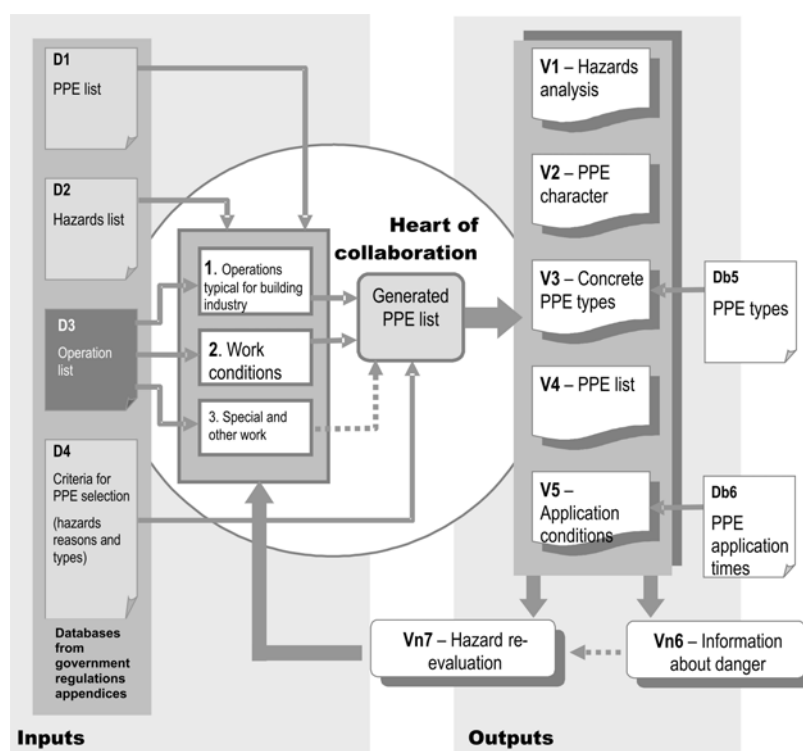 D1
PPE list
D2
Hazards list
D3
Operation
list
D4
Criteria for
PPE selection
(hazards
reasons and
types)
Databases
from
government
regulations
appendices
Inputs
1. Operations
typical for building
industry
2. Work
conditions
3. Special and
other work
Heart of
collaboration
Generated
PPE list
V1 – Hazards
analysis
V2 – PPE
character
V3 – Concrete
PPE types
V4 – PPE list
V5 –
Application
conditions
Db5
PPE types
Db6
PPE
application
times
Vn7 – Hazard re-
evaluation
Vn6 – Information
about danger
Outputs